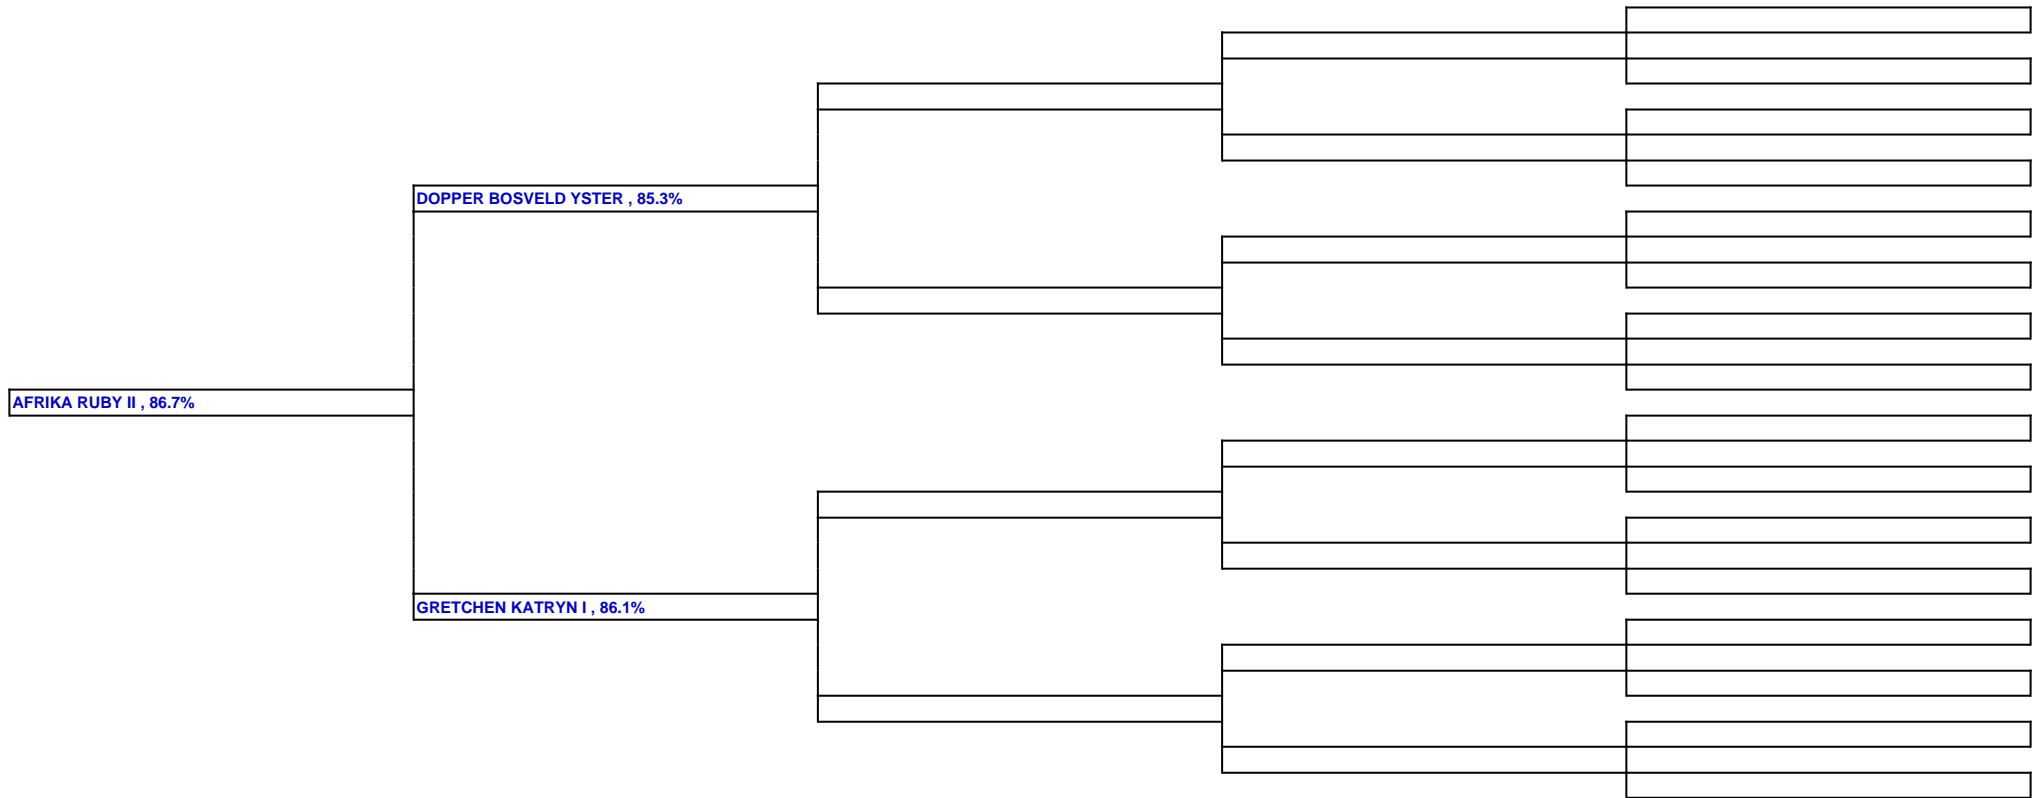 DOPPER BOSVELD YSTER , 85.3%
AFRIKA RUBY II , 86.7%
GRETCHEN KATRYN I , 86.1%